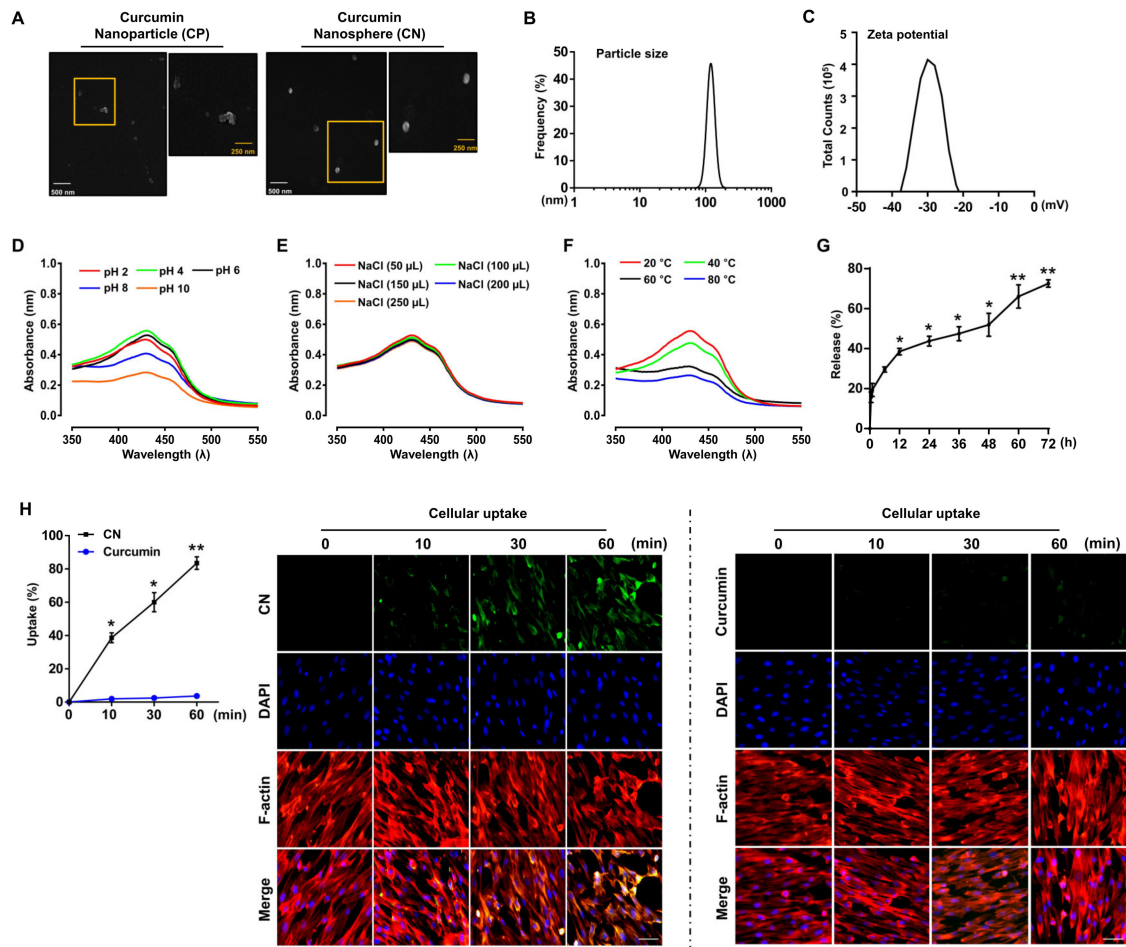 A
Curcumin
Nanoparticle (CP)
Curcumin
Nanosphere (CN)
500 nm
250 nm
500 nm
250 nm
B
Particle size
Frequency (%)
50
40
30
20
10
0
(nm)
1
10
100
1000
C
Zeta potential
Total Counts (10⁵)
5
4
3
2
1
0
-50
-40
-30
-20
-10
0
(mV)
D
pH 2
pH 4
pH 6
pH 8
pH 10
Absorbance (nm)
1.0
0.8
0.6
0.4
0.2
0.0
350
400
450
500
550
Wavelength (λ)
E
NaCl (50 µL)
NaCl (100 µL)
NaCl (150 µL)
NaCl (200 µL)
NaCl (250 µL)
Absorbance (nm)
1.0
0.8
0.6
0.4
0.2
0.0
350
400
450
500
550
Wavelength (λ)
F
20 °C
40 °C
60 °C
80 °C
Absorbance (nm)
1.0
0.8
0.6
0.4
0.2
0.0
350
400
450
500
550
Wavelength (λ)
G
Release (%)
80
60
40
20
0
*
*
*
*
**
**
0
12
24
36
48
60
72
(h)
H
CN
Curcumin
Uptake (%)
100
80
60
40
20
0
*
*
**
0
10
30
60
(min)
Cellular uptake
0
10
30
60
(min)
CN
DAPI
F-actin
Merge
Cellular uptake
0
10
30
60
(min)
Curcumin
DAPI
F-actin
Merge